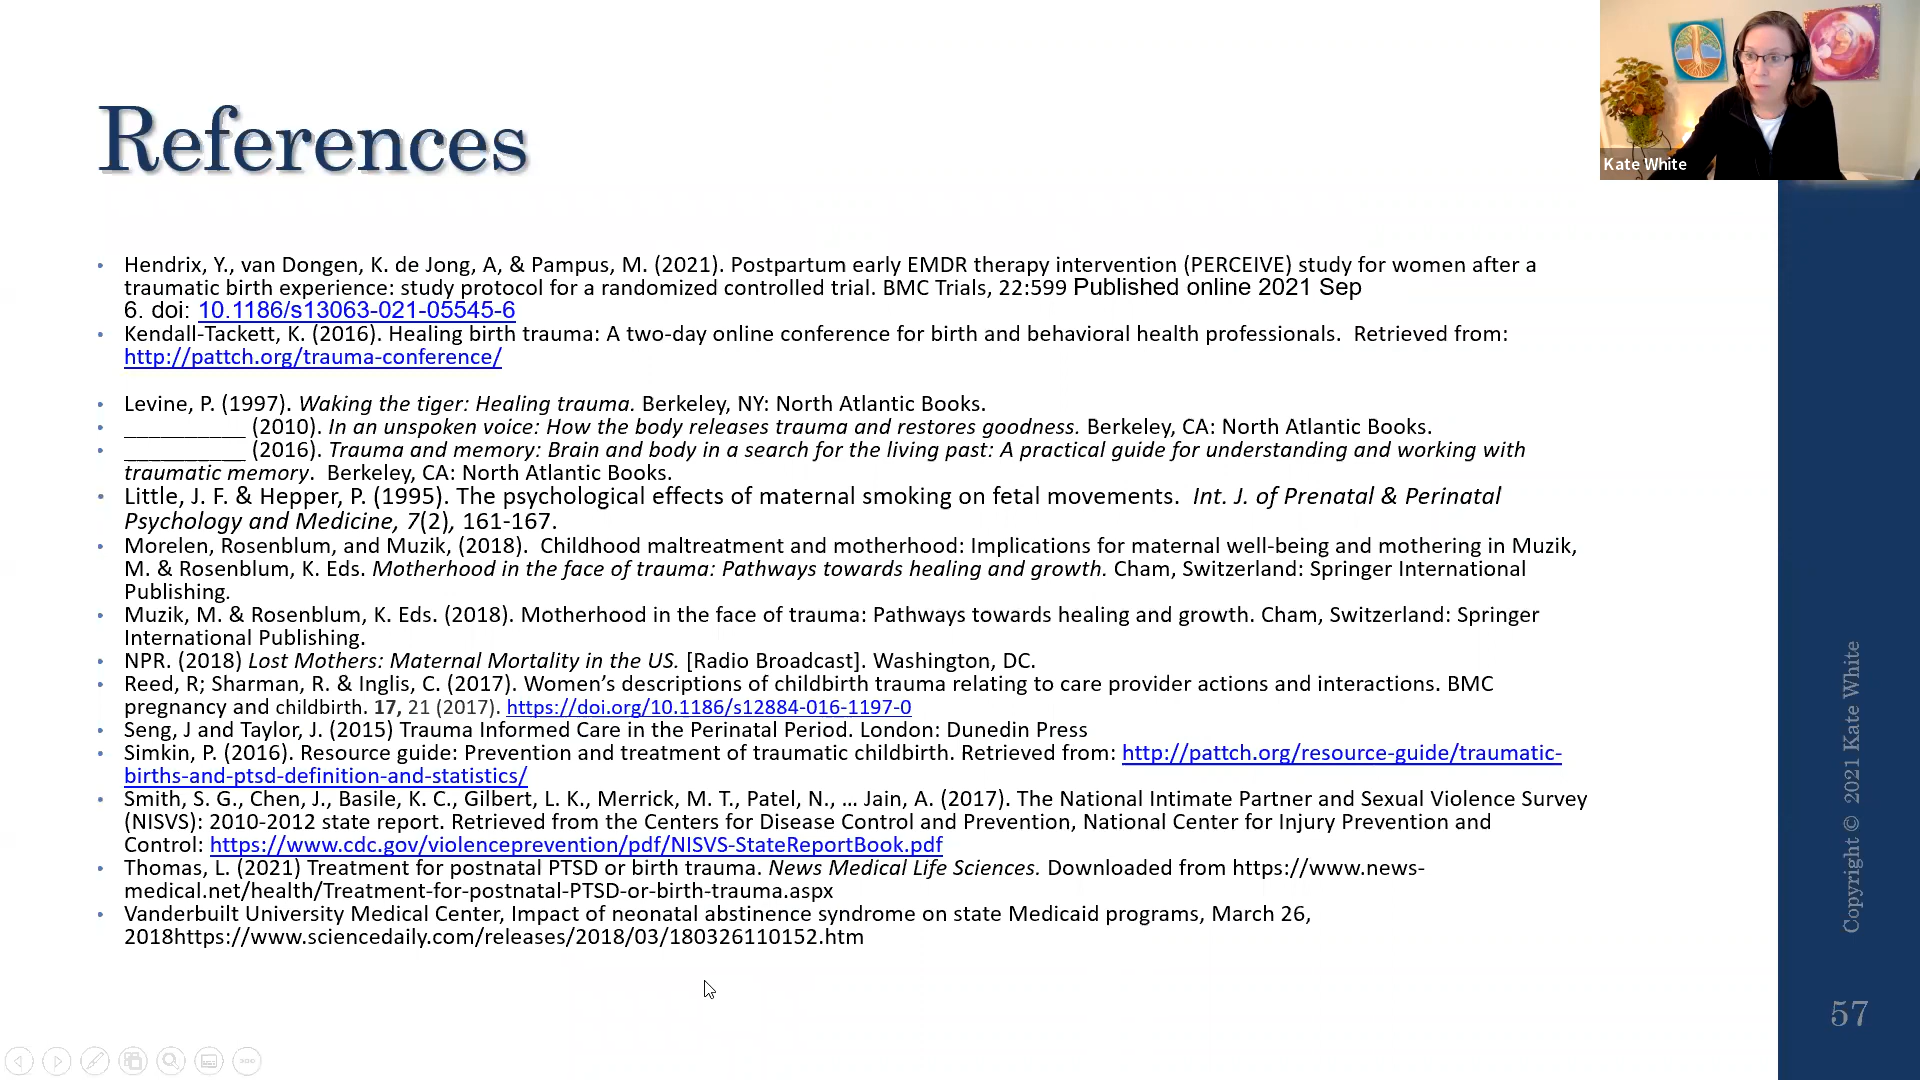 References
Kate White
Hendrix, Y., van Dongen, K. de Jong, A, & Pampus, M. (2021). Postpartum early EMDR therapy intervention (PERCEIVE) study for women after a
traumatic birth experience: study protocol for a randomized controlled trial. BMC Trials, 22:599 Published online 2021 Sep
6. doi: 10.1186/s13063-021-05545-6
Kendall-Tackett, K. (2016). Healing birth trauma: A two-day online conference for birth and behavioral health professionals. Retrieved from:
http://pattch.org/trauma-conference/
Levine, P. (1997). Waking the tiger: Healing trauma. Berkeley, NY: North Atlantic Books.
__________ (2010). In an unspoken voice: How the body releases trauma and restores goodness. Berkeley, CA: North Atlantic Books.
__________ (2016). Trauma and memory: Brain and body in a search for the living past: A practical guide for understanding and working with
traumatic memory. Berkeley, CA: North Atlantic Books.
Little, J. F. & Hepper, P. (1995). The psychological effects of maternal smoking on fetal movements. Int. J. of Prenatal & Perinatal
Psychology and Medicine, 7(2), 161-167.
Morelen, Rosenblum, and Muzik, (2018). Childhood maltreatment and motherhood: Implications for maternal well-being and mothering in Muzik,
M. & Rosenblum, K. Eds. Motherhood in the face of trauma: Pathways towards healing and growth. Cham, Switzerland: Springer International
Publishing.
Muzik, M. & Rosenblum, K. Eds. (2018). Motherhood in the face of trauma: Pathways towards healing and growth. Cham, Switzerland: Springer
International Publishing.
NPR. (2018) Lost Mothers: Maternal Mortality in the US. [Radio Broadcast]. Washington, DC.
Reed, R; Sharman, R. & Inglis, C. (2017). Women’s descriptions of childbirth trauma relating to care provider actions and interactions. BMC
pregnancy and childbirth. 17, 21 (2017). https://doi.org/10.1186/s12884-016-1197-0
Seng, J and Taylor, J. (2015) Trauma Informed Care in the Perinatal Period. London: Dunedin Press
Simkin, P. (2016). Resource guide: Prevention and treatment of traumatic childbirth. Retrieved from: http://pattch.org/resource-guide/traumatic-
births-and-ptsd-definition-and-statistics/
Smith, S. G., Chen, J., Basile, K. C., Gilbert, L. K., Merrick, M. T., Patel, N., … Jain, A. (2017). The National Intimate Partner and Sexual Violence Survey
(NISVS): 2010-2012 state report. Retrieved from the Centers for Disease Control and Prevention, National Center for Injury Prevention and
Control: https://www.cdc.gov/violenceprevention/pdf/NISVS-StateReportBook.pdf
Thomas, L. (2021) Treatment for postnatal PTSD or birth trauma. News Medical Life Sciences. Downloaded from https://www.news-
medical.net/health/Treatment-for-postnatal-PTSD-or-birth-trauma.aspx
Vanderbuilt University Medical Center, Impact of neonatal abstinence syndrome on state Medicaid programs, March 26,
2018https://www.sciencedaily.com/releases/2018/03/180326110152.htm
Copyright © 2021 Kate White
57